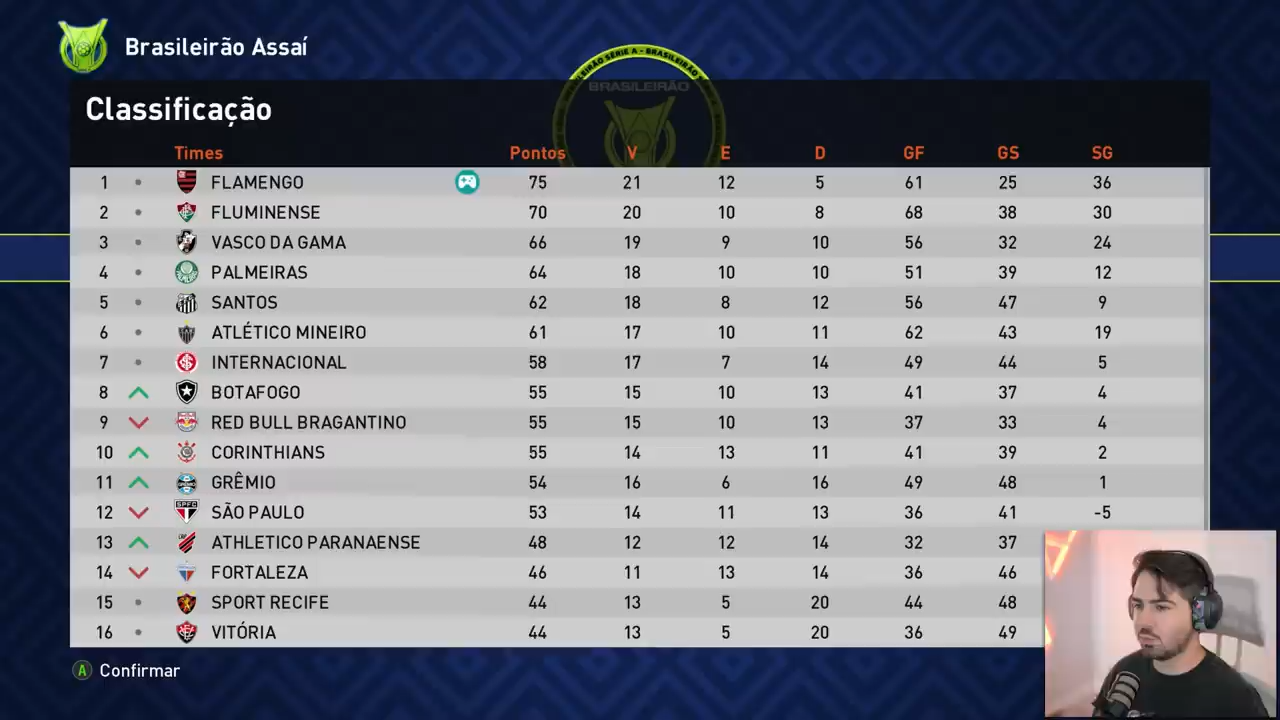 Brasileirão Assaí
BRASILEIRÃO SÉRIE A - BRASILEIRÃO
BRASILEIRÃO
Classificação
Times Pontos V E D GF GS SG
1 FLAMENGO 75 21 12 5 61 25 36
2 FLUMINENSE 70 20 10 8 68 38 30
3 VASCO DA GAMA 66 19 9 10 56 32 24
4 PALMEIRAS 64 18 10 10 51 39 12
5 SANTOS 62 18 8 12 56 47 9
6 ATLÉTICO MINEIRO 61 17 10 11 62 43 19
7 INTERNACIONAL 58 17 7 14 49 44 5
8 BOTAFOGO 55 15 10 13 41 37 4
9 RED BULL BRAGANTINO 55 15 10 13 37 33 4
10 CORINTHIANS 55 14 13 11 41 39 2
11 GRÊMIO 54 16 6 16 49 48 1
12 SÃO PAULO 53 14 11 13 36 41 -5
13 ATHLETICO PARANAENSE 48 12 12 14 32 37
14 FORTALEZA 46 11 13 14 36 46
15 SPORT RECIFE 44 13 5 20 44 48
16 VITÓRIA 44 13 5 20 36 49
A Confirmar